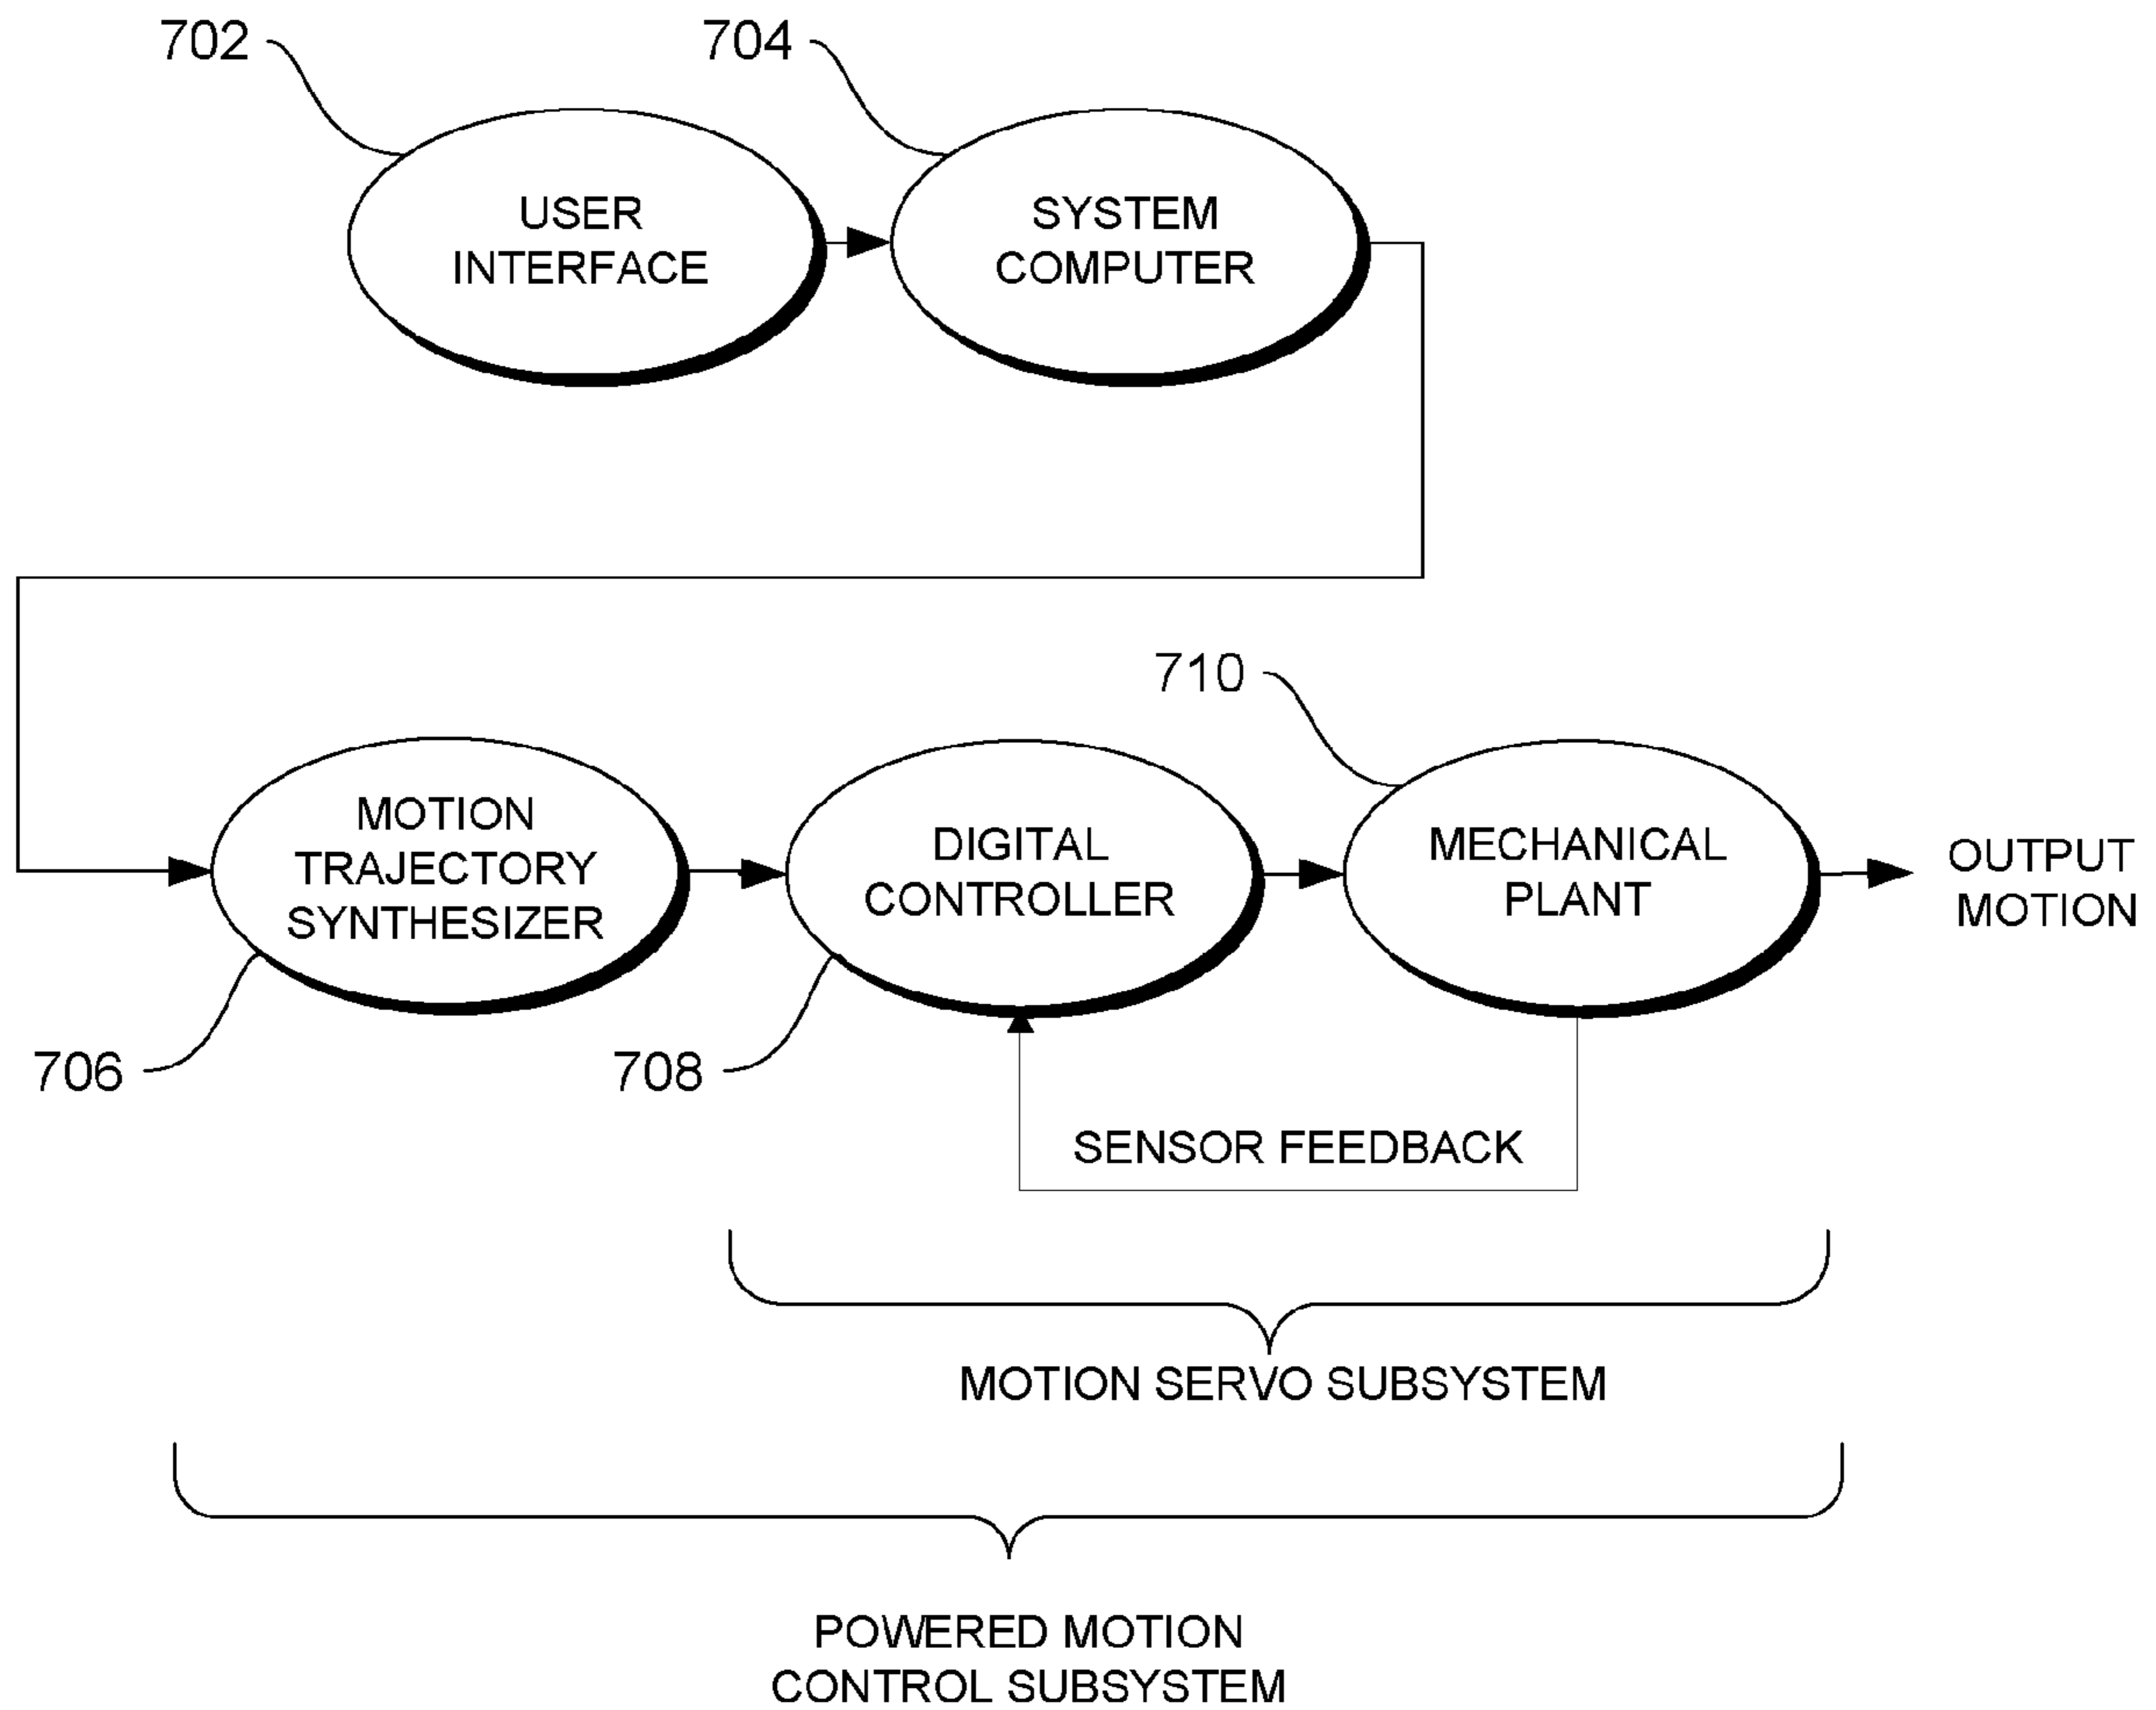 702
704
USER
INTERFACE
SYSTEM
COMPUTER
710
MOTION
TRAJECTORY
SYNTHESIZER
DIGITAL
CONTROLLER
MECHANICAL
PLANT
OUTPUT
MOTION
706
708
SENSOR FEEDBACK
MOTION SERVO SUBSYSTEM
POWERED MOTION
CONTROL SUBSYSTEM